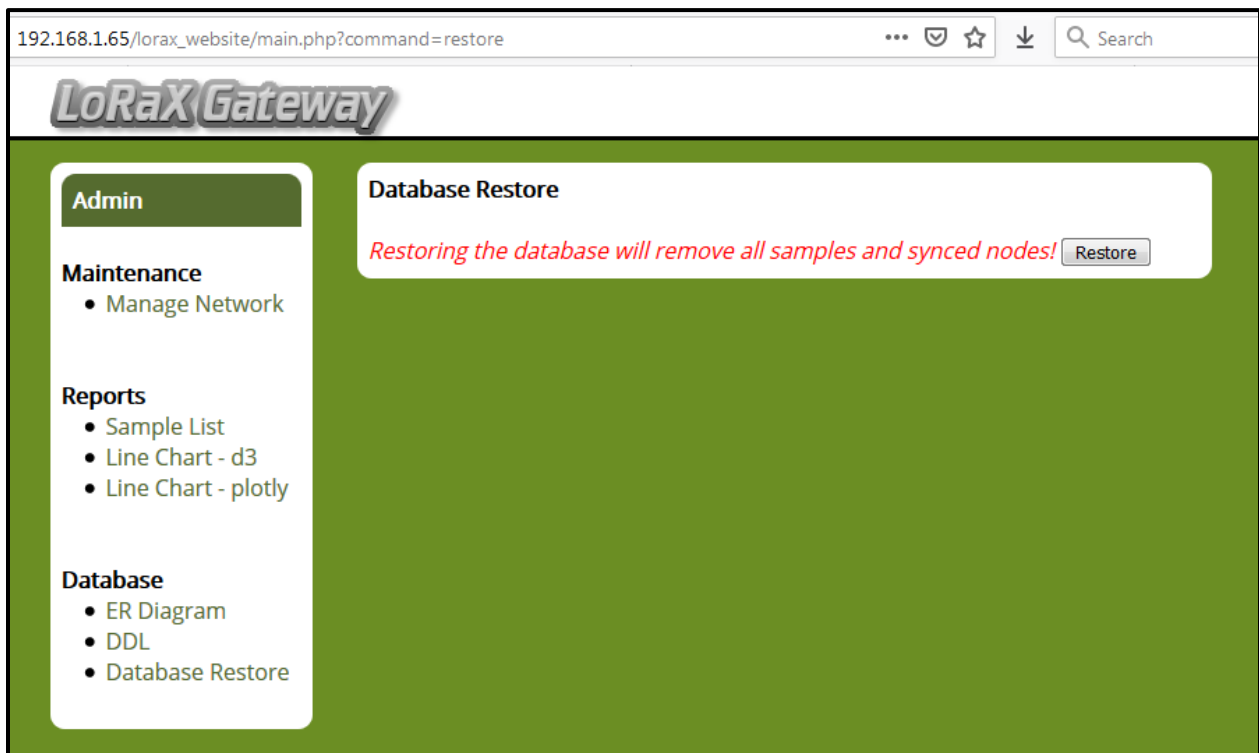 192.168.1.65/lorax_website/main.php?command=restore
Search
LoRaX Gateway
Admin
Maintenance
Manage Network
Reports
Sample List
Line Chart - d3
Line Chart - plotly
Database
ER Diagram
DDL
Database Restore
Database Restore
Restoring the database will remove all samples and synced nodes! Restore